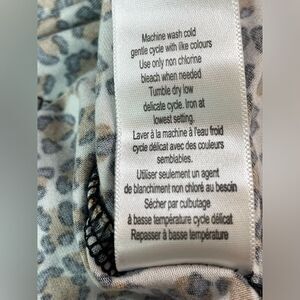 Machine wash cold
gentle cycle with like colours
Use only non chlorine
bleach when needed
Tumble dry low
delicate cycle. Iron at
lowest setting.
Laver à la machine à l'eau froid
cycle délicat avec des couleurs
semblables.
Utiliser seulement un agent
de blanchiment non chloré au besoin
Sécher par culbutage
à basse température cycle délicat
Repasser à basse température